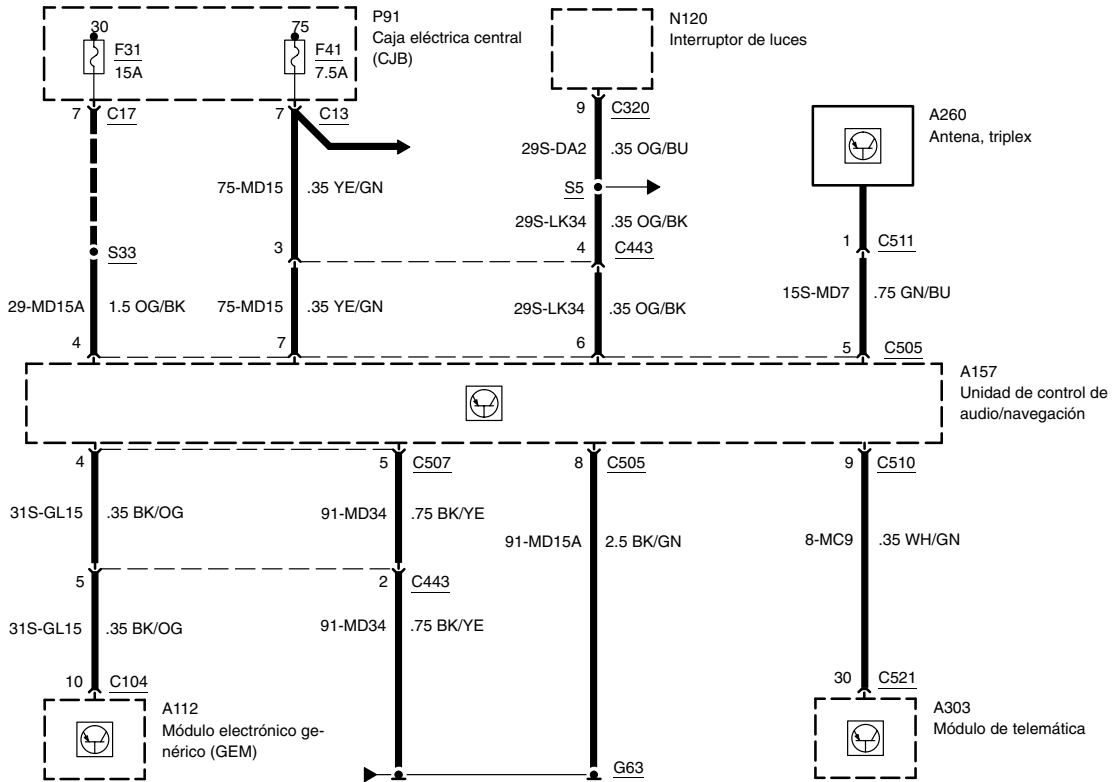 30
F31
15A
75
F41
7.5A
P91
Caja eléctrica central
(CJB)
N120
Interruptor de luces
7 C17
7 C13
9 C320
A260
Antena, triplex
29S-DA2 .35 OG/BU
75-MD15 .35 YE/GN
S5
29S-LK34 .35 OG/BK
S33
3
4 C443
1 C511
29-MD15A 1.5 OG/BK
75-MD15 .35 YE/GN
29S-LK34 .35 OG/BK
15S-MD7 .75 GN/BU
4
7
6
5 C505
A157
Unidad de control de
audio/navegación
4
5 C507
8 C505
9 C510
31S-GL15 .35 BK/OG
91-MD34 .75 BK/YE
91-MD15A 2.5 BK/GN
8-MC9 .35 WH/GN
5
2 C443
31S-GL15 .35 BK/OG
91-MD34 .75 BK/YE
10 C104
30 C521
A112
Módulo electrónico ge-
nérico (GEM)
A303
Módulo de telemática
G63